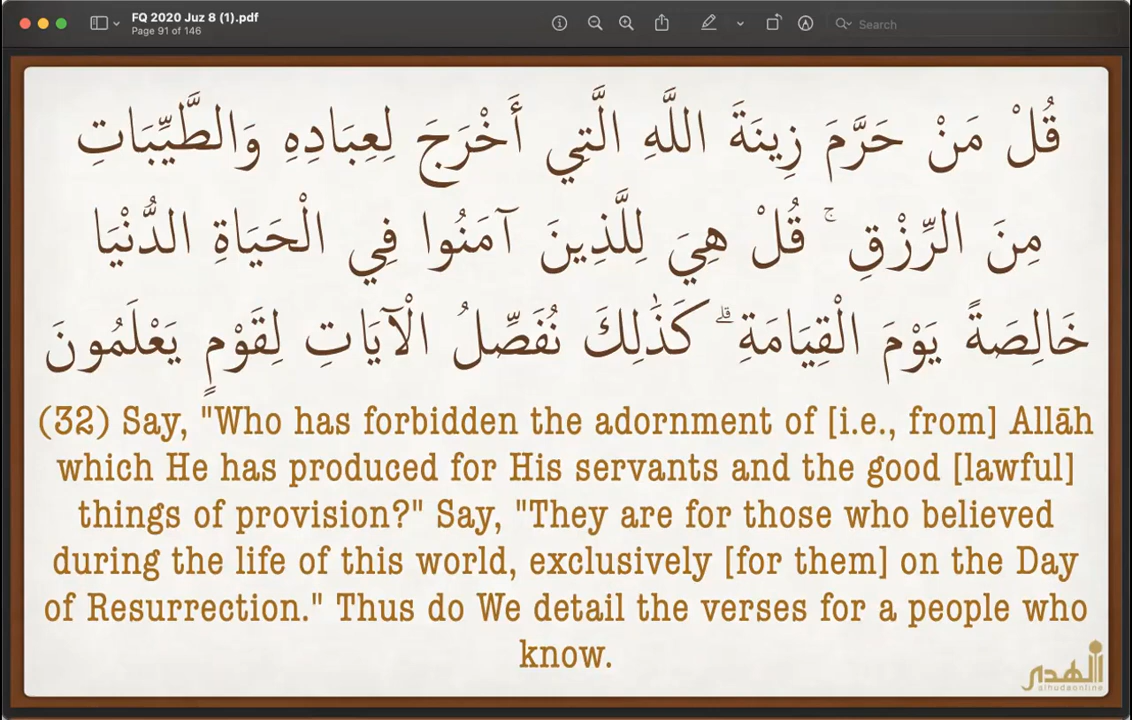 FQ 2020 Juz 8 (1).pdf
Page 91 of 146
Search
قُلْ مَنْ حَرَّمَ زِينَةَ اللَّهِ الَّتِي أَخْرَجَ لِعِبَادِهِ وَالطَّيِّبَاتِ
مِنَ الرِّزْقِ ۚ قُلْ هِيَ لِلَّذِينَ آمَنُوا فِي الْحَيَاةِ الدُّنْيَا
خَالِصَةً يَوْمَ الْقِيَامَةِ ۗ كَذَٰلِكَ نُفَصِّلُ الْآيَاتِ لِقَوْمٍ يَعْلَمُونَ
(32) Say, "Who has forbidden the adornment of [i.e., from] Allāh
which He has produced for His servants and the good [lawful]
things of provision?" Say, "They are for those who believed
during the life of this world, exclusively [for them] on the Day
of Resurrection." Thus do We detail the verses for a people who
know.
الهدى
alhudaonline